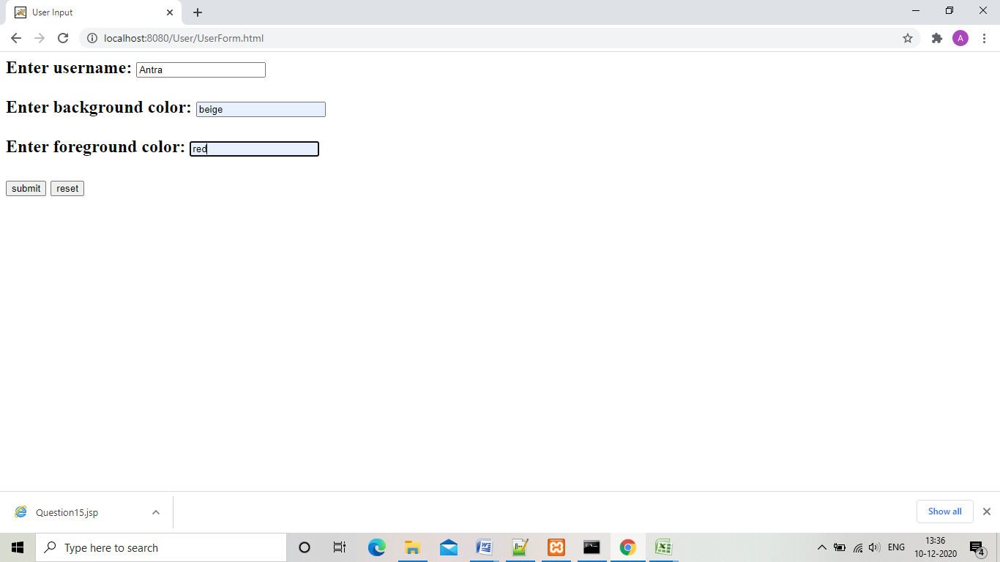 User Input
localhost:8080/User/UserForm.html
A
Enter username: Antra
Enter background color: beige
Enter foreground color: red
submit reset
Question15.jsp
Show all
Type here to search
ENG
13:36
10-12-2020
4